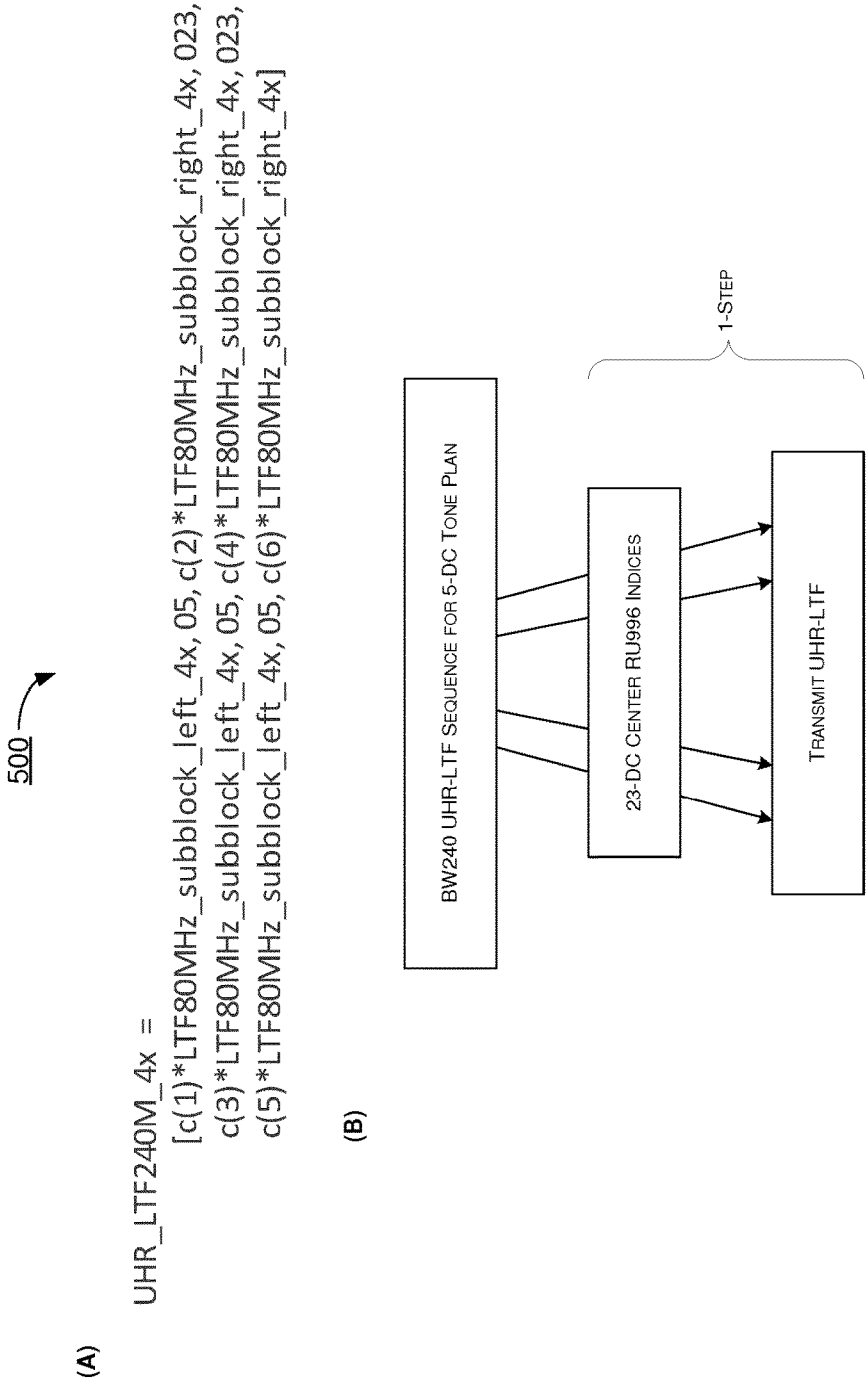 500
(A)
UHR_LTF240M_4x =
[c(1)*LTF80MHz_subblock_left_4x, 05, c(2)*LTF80MHz_subblock_right_4x, 023,
c(3)*LTF80MHz_subblock_left_4x, 05, c(4)*LTF80MHz_subblock_right_4x, 023,
c(5)*LTF80MHz_subblock_left_4x, 05, c(6)*LTF80MHz_subblock_right_4x]
(B)
BW240 UHR-LTF SEQUENCE FOR 5-DC TONE PLAN
23-DC CENTER RU996 INDICES
TRANSMIT UHR-LTF
1-STEP